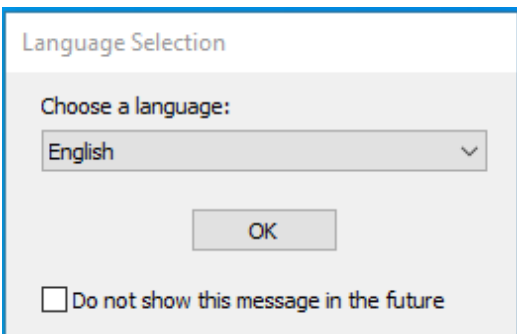 Language Selection
Choose a language:
English
OK
Do not show this message in the future